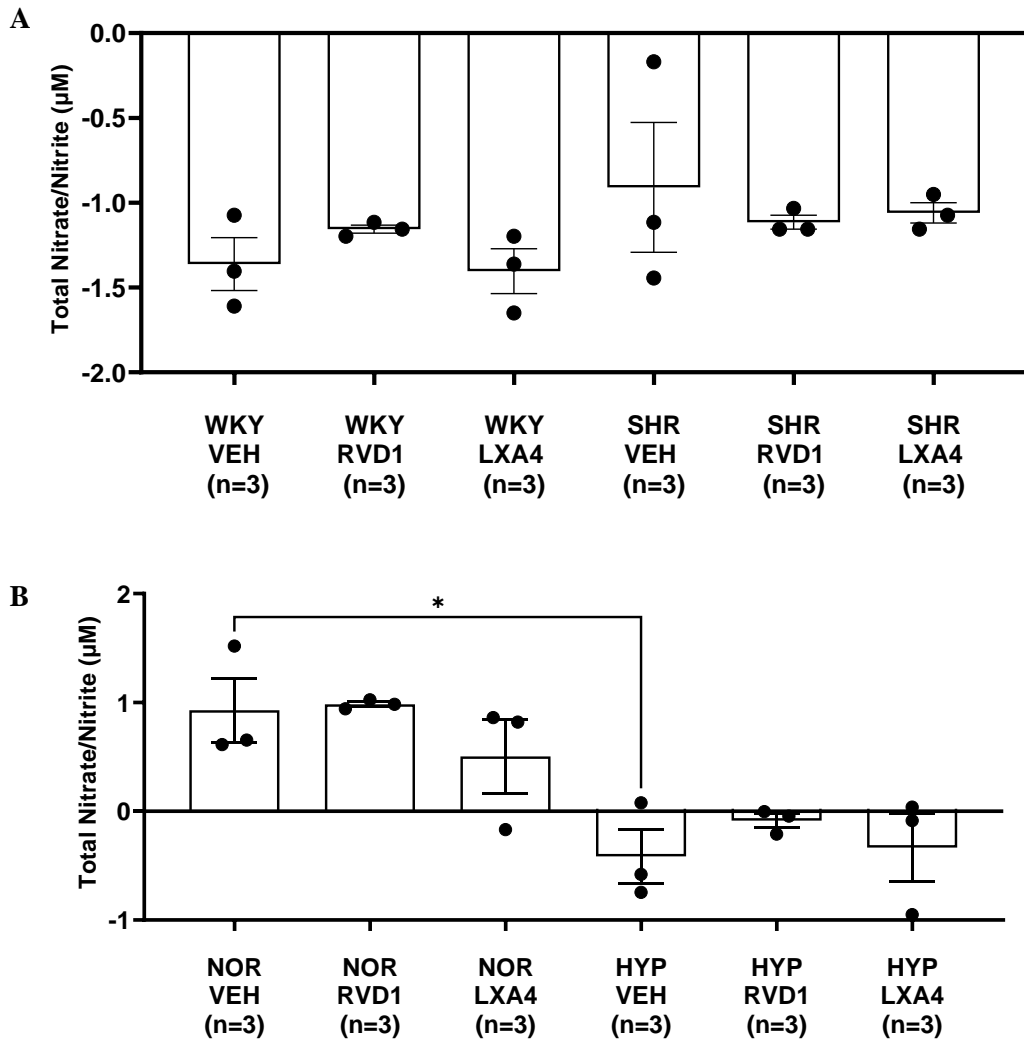 A
Total Nitrate/Nitrite (µM)
0.0
-0.5
-1.0
-1.5
-2.0
WKY WKY WKY SHR SHR SHR
VEH RVD1 LXA4 VEH RVD1 LXA4
(n=3) (n=3) (n=3) (n=3) (n=3) (n=3)
B
Total Nitrate/Nitrite (µM)
2
1
0
-1
*
NOR NOR NOR HYP HYP HYP
VEH RVD1 LXA4 VEH RVD1 LXA4
(n=3) (n=3) (n=3) (n=3) (n=3) (n=3)